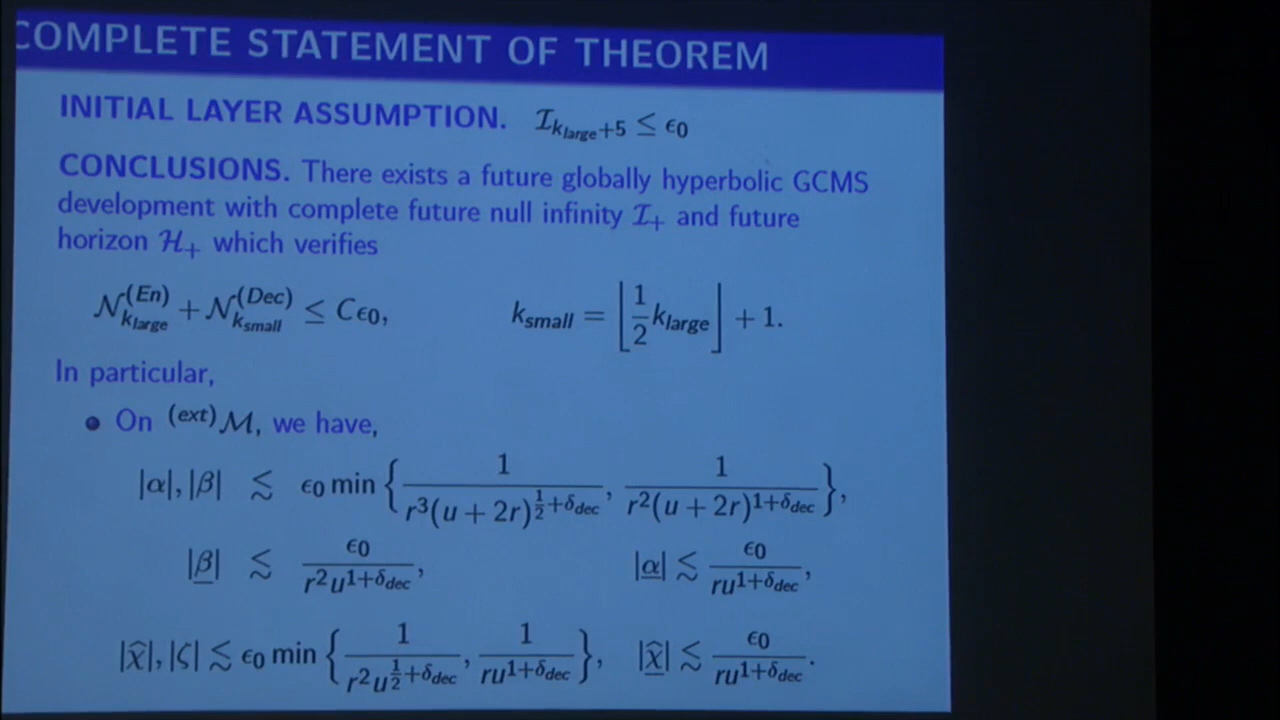 COMPLETE STATEMENT OF THEOREM
INITIAL LAYER ASSUMPTION. $\mathcal{I}_{k_{large}+5} \leq \epsilon_0$
CONCLUSIONS. There exists a future globally hyperbolic GCMS
development with complete future null infinity $\mathcal{I}_+$ and future
horizon $\mathcal{H}_+$ which verifies
$\mathcal{N}^{(En)}_{k_{large}} + \mathcal{N}^{(Dec)}_{k_{small}} \leq C\epsilon_0, \quad k_{small} = \left\lfloor \frac{1}{2} k_{large} \right\rfloor + 1.$
In particular,
• On $^{(ext)}\mathcal{M}$, we have,
$|\alpha|, |\beta| \lesssim \epsilon_0 \min \left\{ \frac{1}{r^3(u+2r)^{\frac{1}{2}+\delta_{dec}}}, \frac{1}{r^2(u+2r)^{1+\delta_{dec}}} \right\},$
$|\underline{\beta}| \lesssim \frac{\epsilon_0}{r^2 u^{1+\delta_{dec}}}, \quad |\underline{\alpha}| \lesssim \frac{\epsilon_0}{r u^{1+\delta_{dec}}},$
$|\widehat{\chi}|, |\zeta| \lesssim \epsilon_0 \min \left\{ \frac{1}{r^2 u^{\frac{1}{2}+\delta_{dec}}}, \frac{1}{r u^{1+\delta_{dec}}} \right\}, \quad |\underline{\widehat{\chi}}| \lesssim \frac{\epsilon_0}{r u^{1+\delta_{dec}}}.$